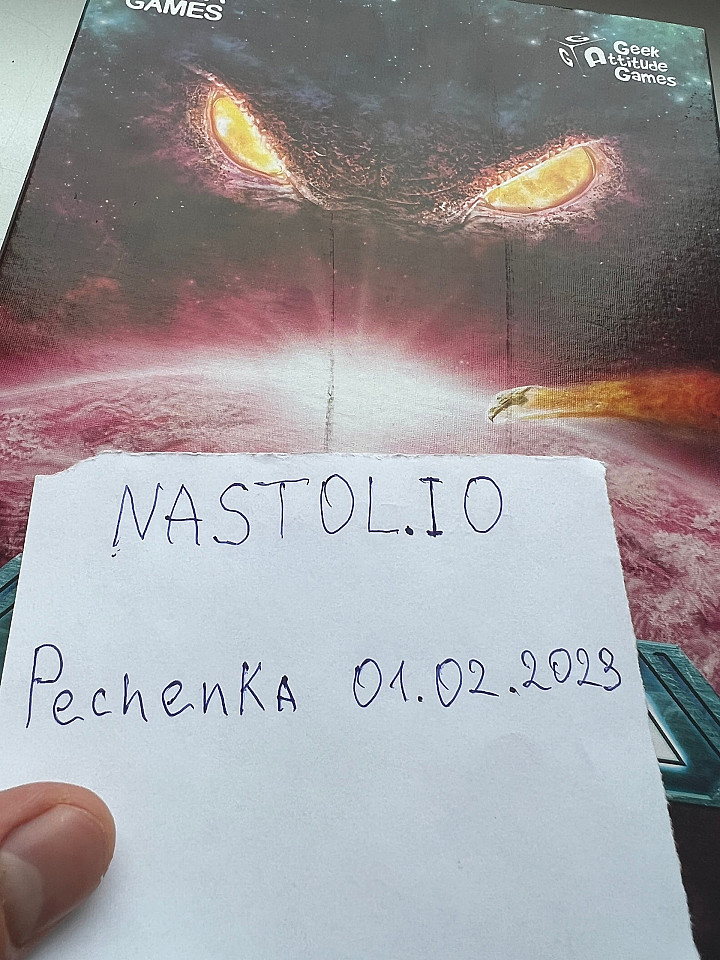 GAMES
Geek
Attitude
Games
NASTOL.IO
Pechenka 01.02.2023